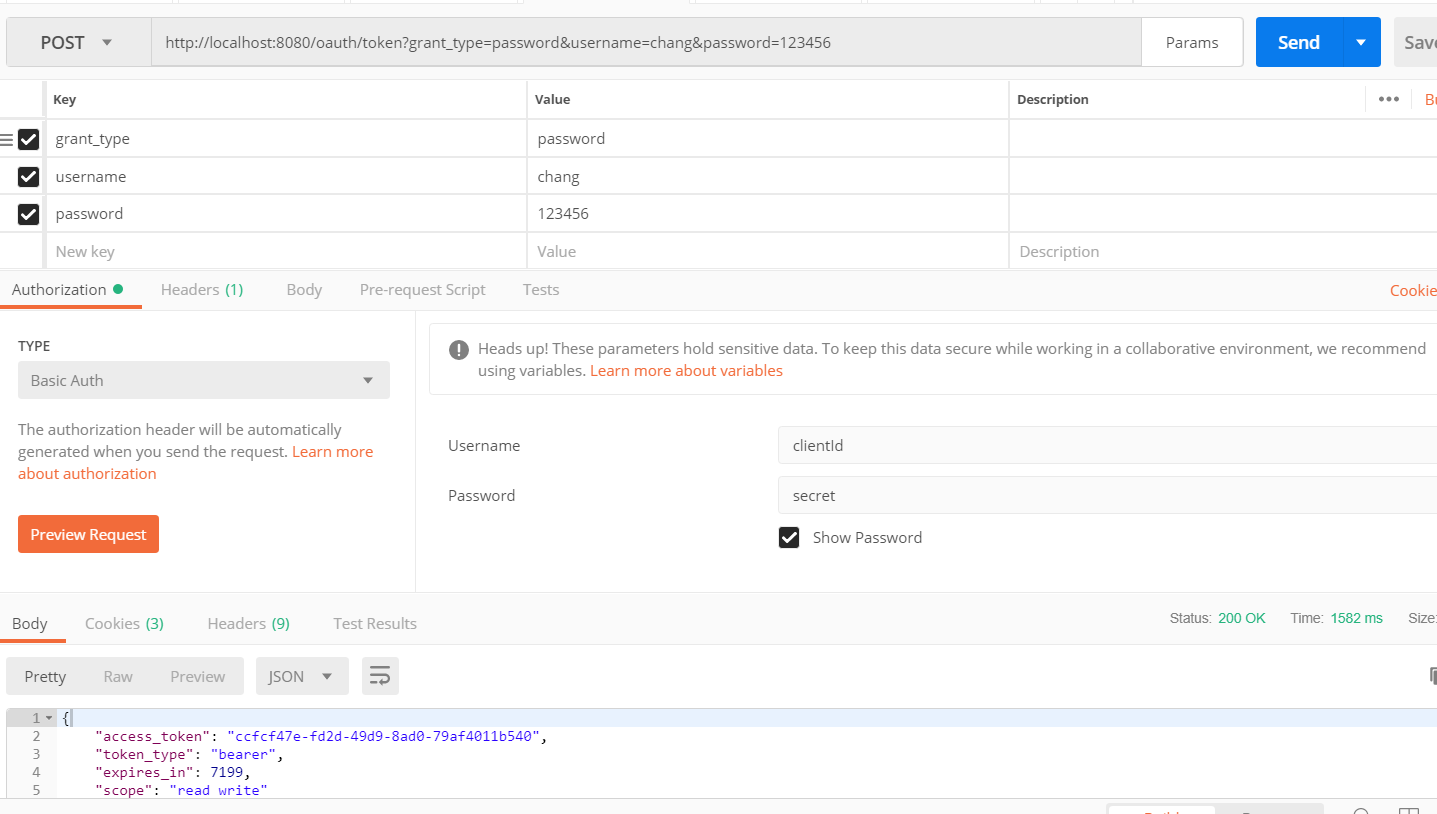 POST http://localhost:8080/oauth/token?grant_type=password&username=chang&password=123456 Params Send Save
Key Value Description ••• Bu
grant_type password
username chang
password 123456
New key Value Description
Authorization Headers (1) Body Pre-request Script Tests Cookie
TYPE
Basic Auth
The authorization header will be automatically
generated when you send the request. Learn more
about authorization
Preview Request
Heads up! These parameters hold sensitive data. To keep this data secure while working in a collaborative environment, we recommend
using variables. Learn more about variables
Username clientId
Password secret
Show Password
Body Cookies (3) Headers (9) Test Results Status: 200 OK Time: 1582 ms Size:
Pretty Raw Preview JSON
1 {
2 "access_token": "ccfcf47e-fd2d-49d9-8ad0-79af4011b540",
3 "token_type": "bearer",
4 "expires_in": 7199,
5 "scope": "read write"